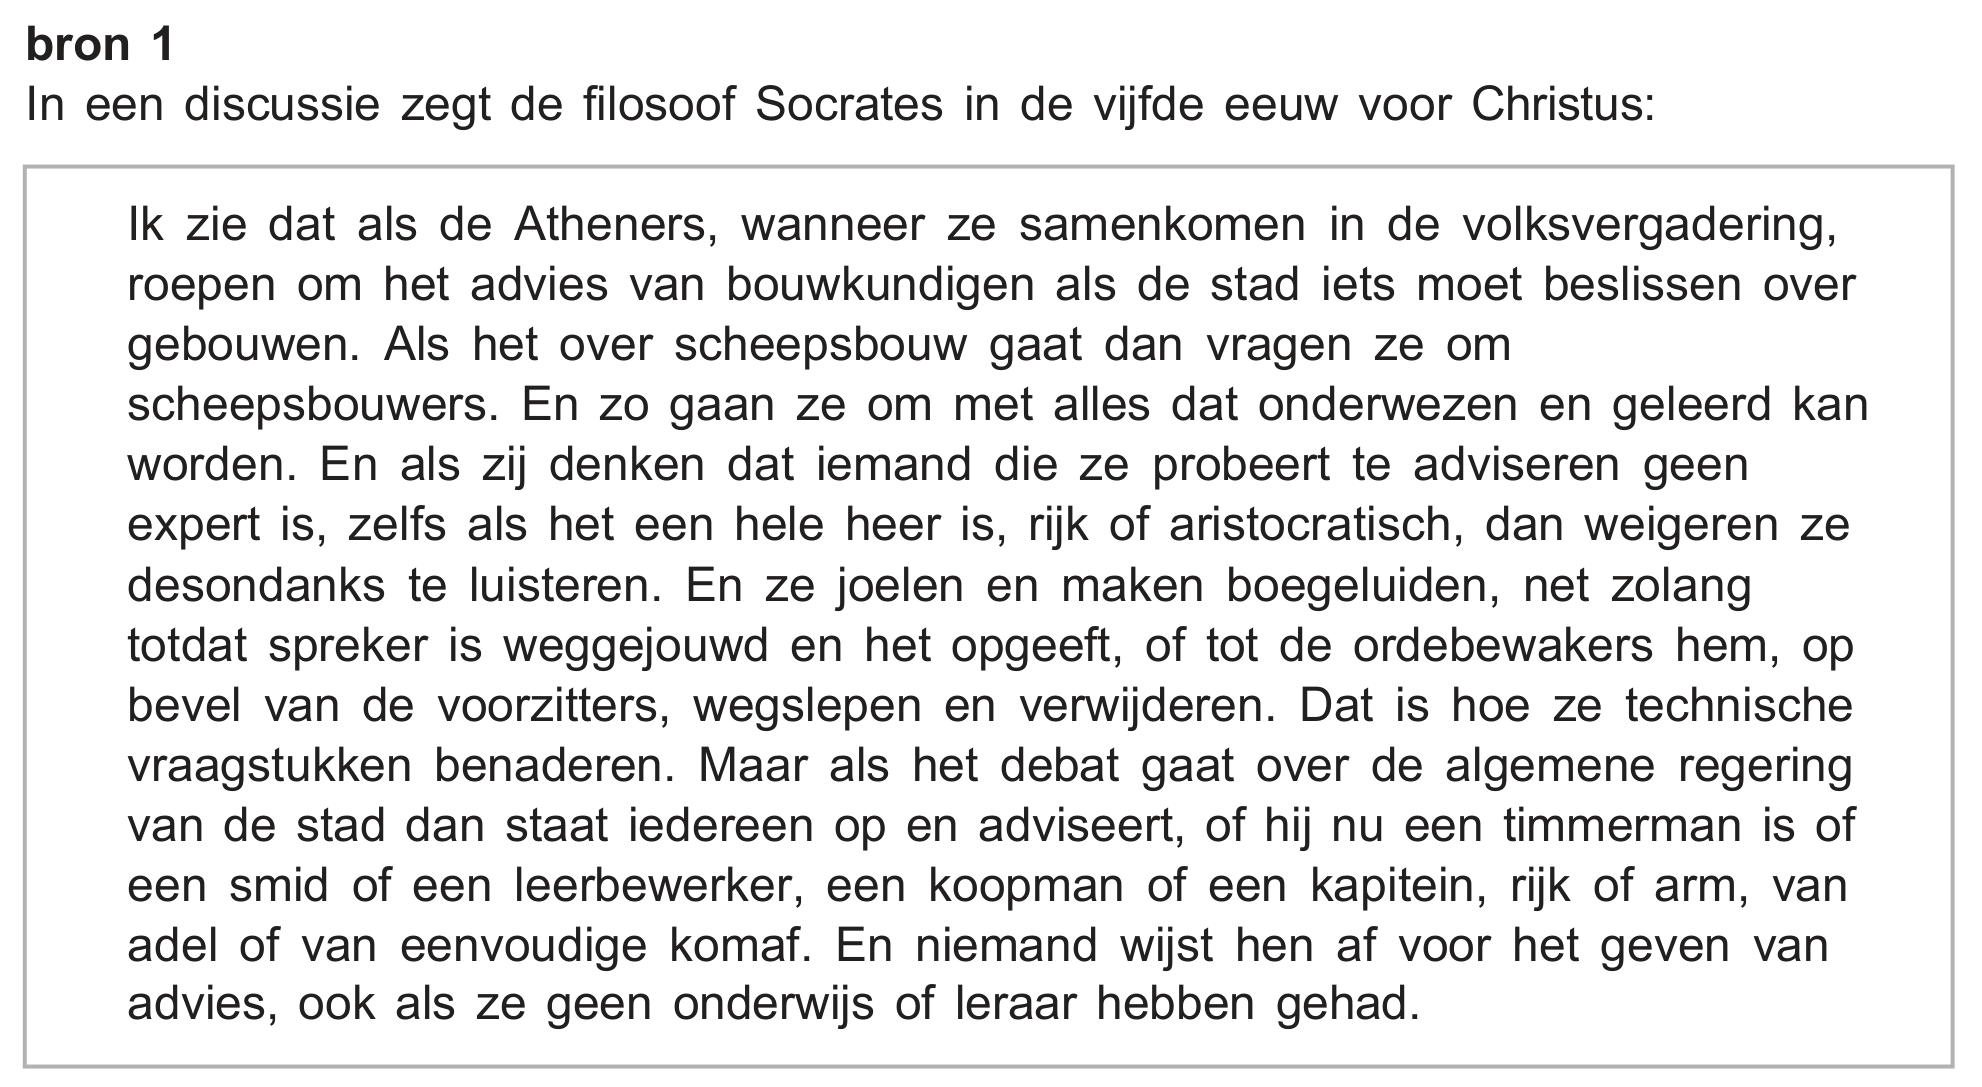 bron 1
In een discussie zegt de filosoof Socrates in de vijfde eeuw voor Christus:
Ik zie dat als de Atheners, wanneer ze samenkomen in de volksvergadering,
roepen om het advies van bouwkundigen als de stad iets moet beslissen over
gebouwen. Als het over scheepsbouw gaat dan vragen ze om
scheepsbouwers. En zo gaan ze om met alles dat onderwezen en geleerd kan
worden. En als zij denken dat iemand die ze probeert te adviseren geen
expert is, zelfs als het een hele heer is, rijk of aristocratisch, dan weigeren ze
desondanks te luisteren. En ze joelen en maken boegeluiden, net zolang
totdat spreker is weggejouwd en het opgeeft, of tot de ordebewakers hem, op
bevel van de voorzitters, wegslepen en verwijderen. Dat is hoe ze technische
vraagstukken benaderen. Maar als het debat gaat over de algemene regering
van de stad dan staat iedereen op en adviseert, of hij nu een timmerman is of
een smid of een leerbewerker, een koopman of een kapitein, rijk of arm, van
adel of van eenvoudige komaf. En niemand wijst hen af voor het geven van
advies, ook als ze geen onderwijs of leraar hebben gehad.